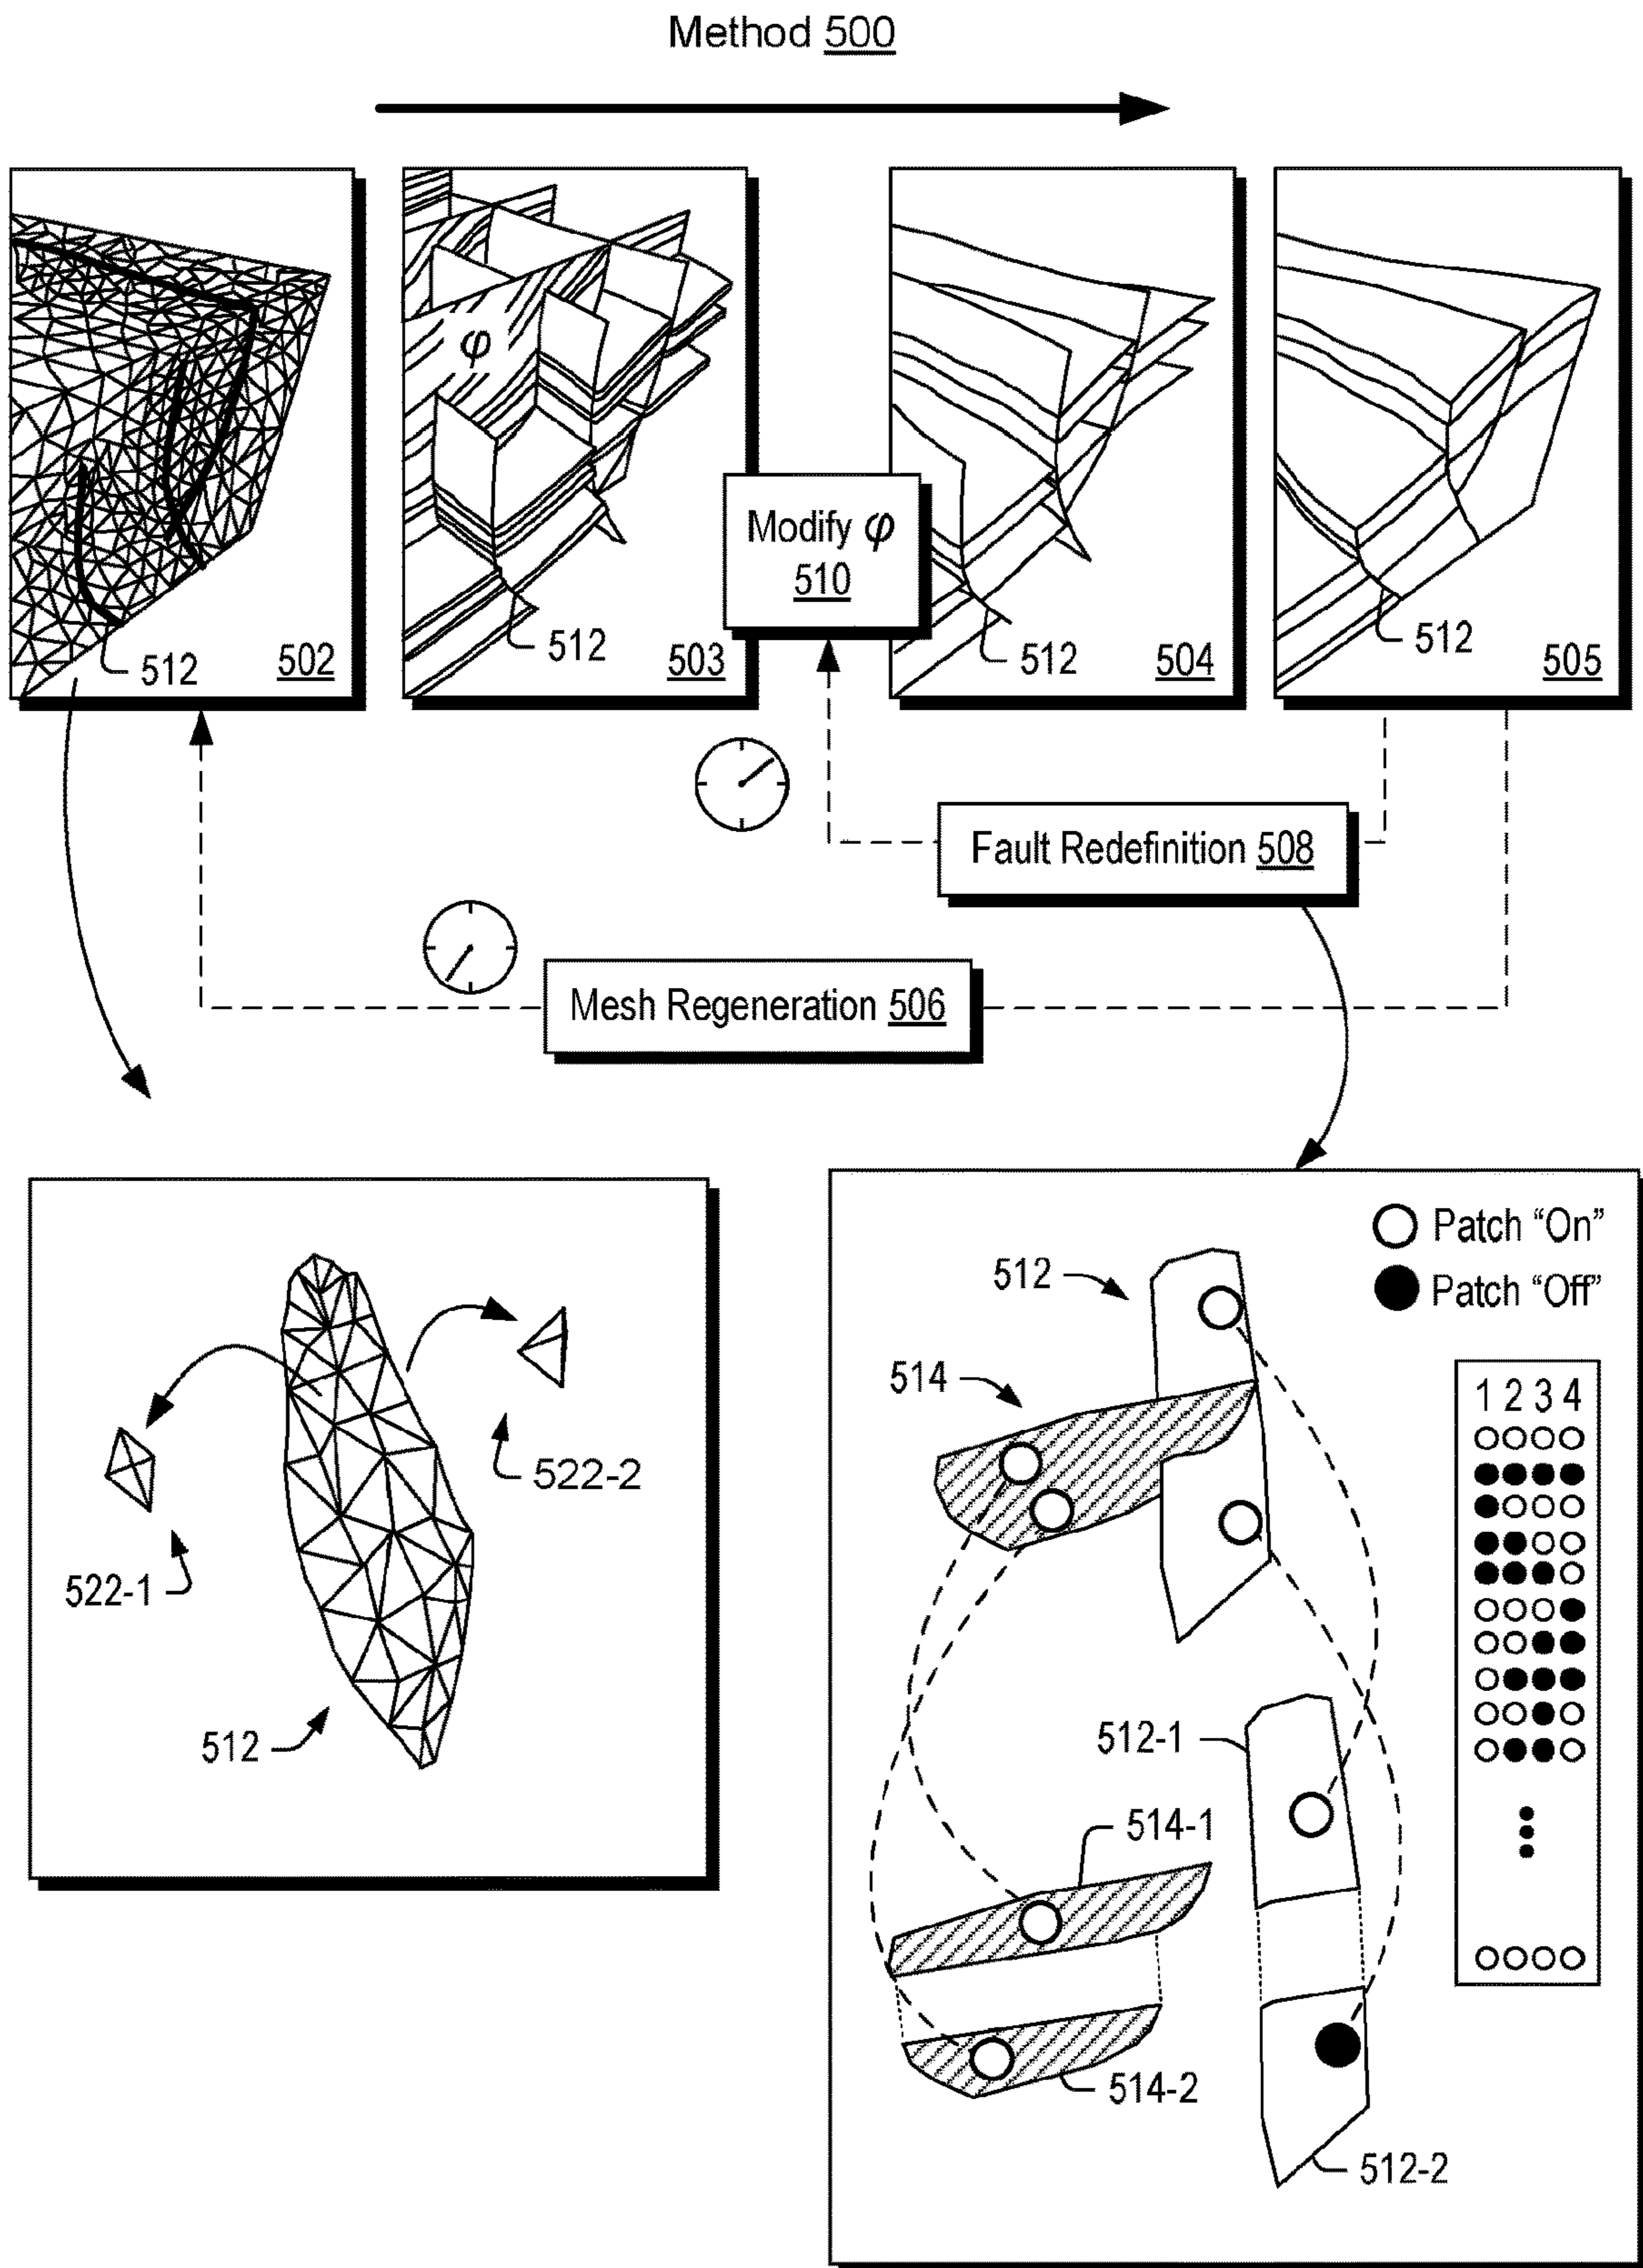 Method 500
φ
Modify φ
510
512
502
512
503
512
504
512
505
Fault Redefinition 508
Mesh Regeneration 506
Patch “On”
Patch “Off”
512
514
1 2 3 4
522-2
522-1
512
512-1
514-1
514-2
512-2